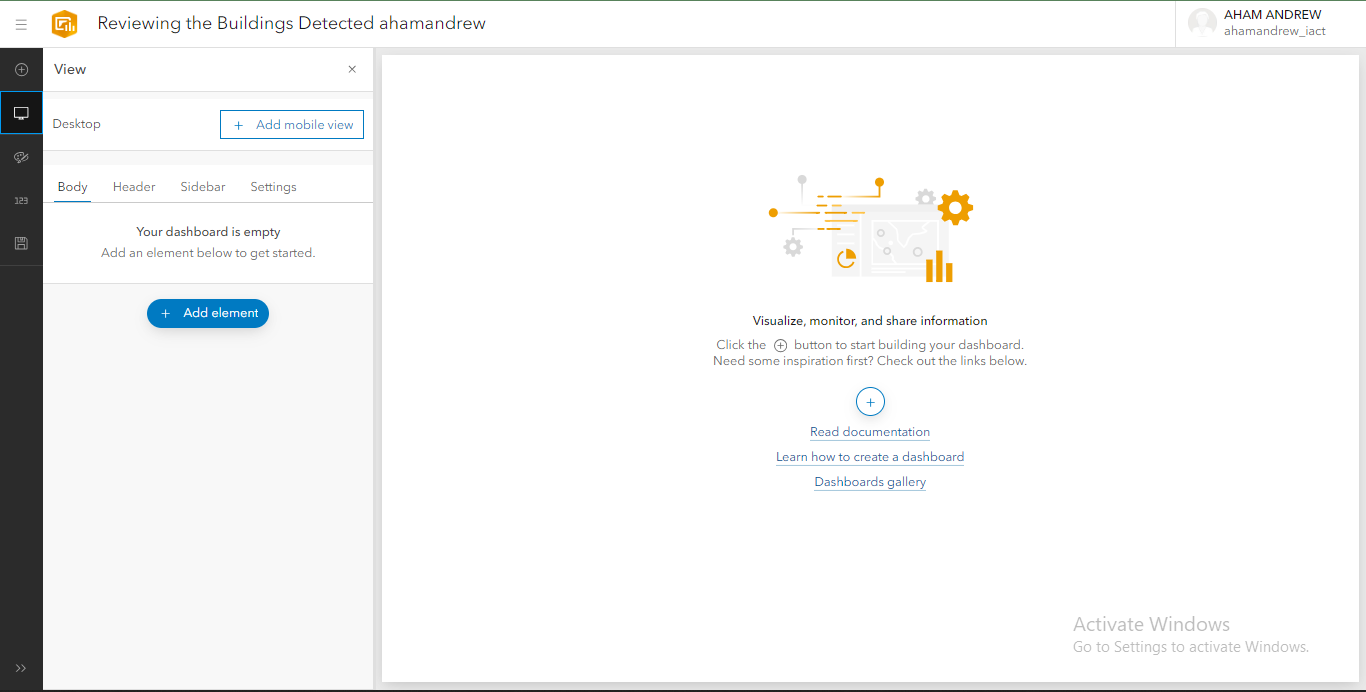 Reviewing the Buildings Detected ahamandrew
AHAM ANDREW
ahamandrew_iact
View
Desktop
+ Add mobile view
Body Header Sidebar Settings
123
Your dashboard is empty
Add an element below to get started.
+ Add element
Visualize, monitor, and share information
Click the button to start building your dashboard.
Need some inspiration first? Check out the links below.
+
Read documentation
Learn how to create a dashboard
Dashboards gallery
Activate Windows
Go to Settings to activate Windows.